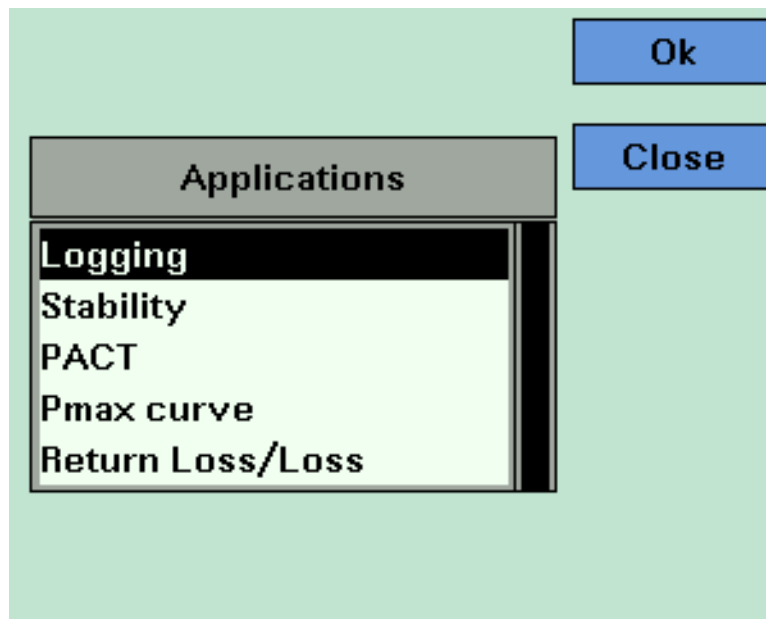 Ok
Close
Applications
Logging
Stability
PACT
Pmax curve
Return Loss/Loss